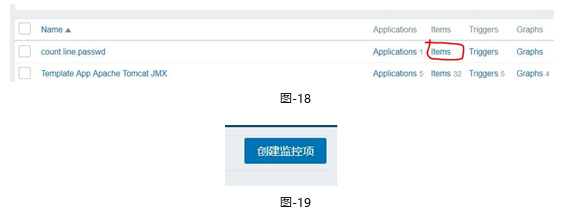 Name ▲ Applications Items Triggers Graphs
count line.passwd Applications 1 Items Triggers Graphs
Template App Apache Tomcat JMX Applications 5 Items 32 Triggers 5 Graphs 4
图-18
创建监控项
图-19